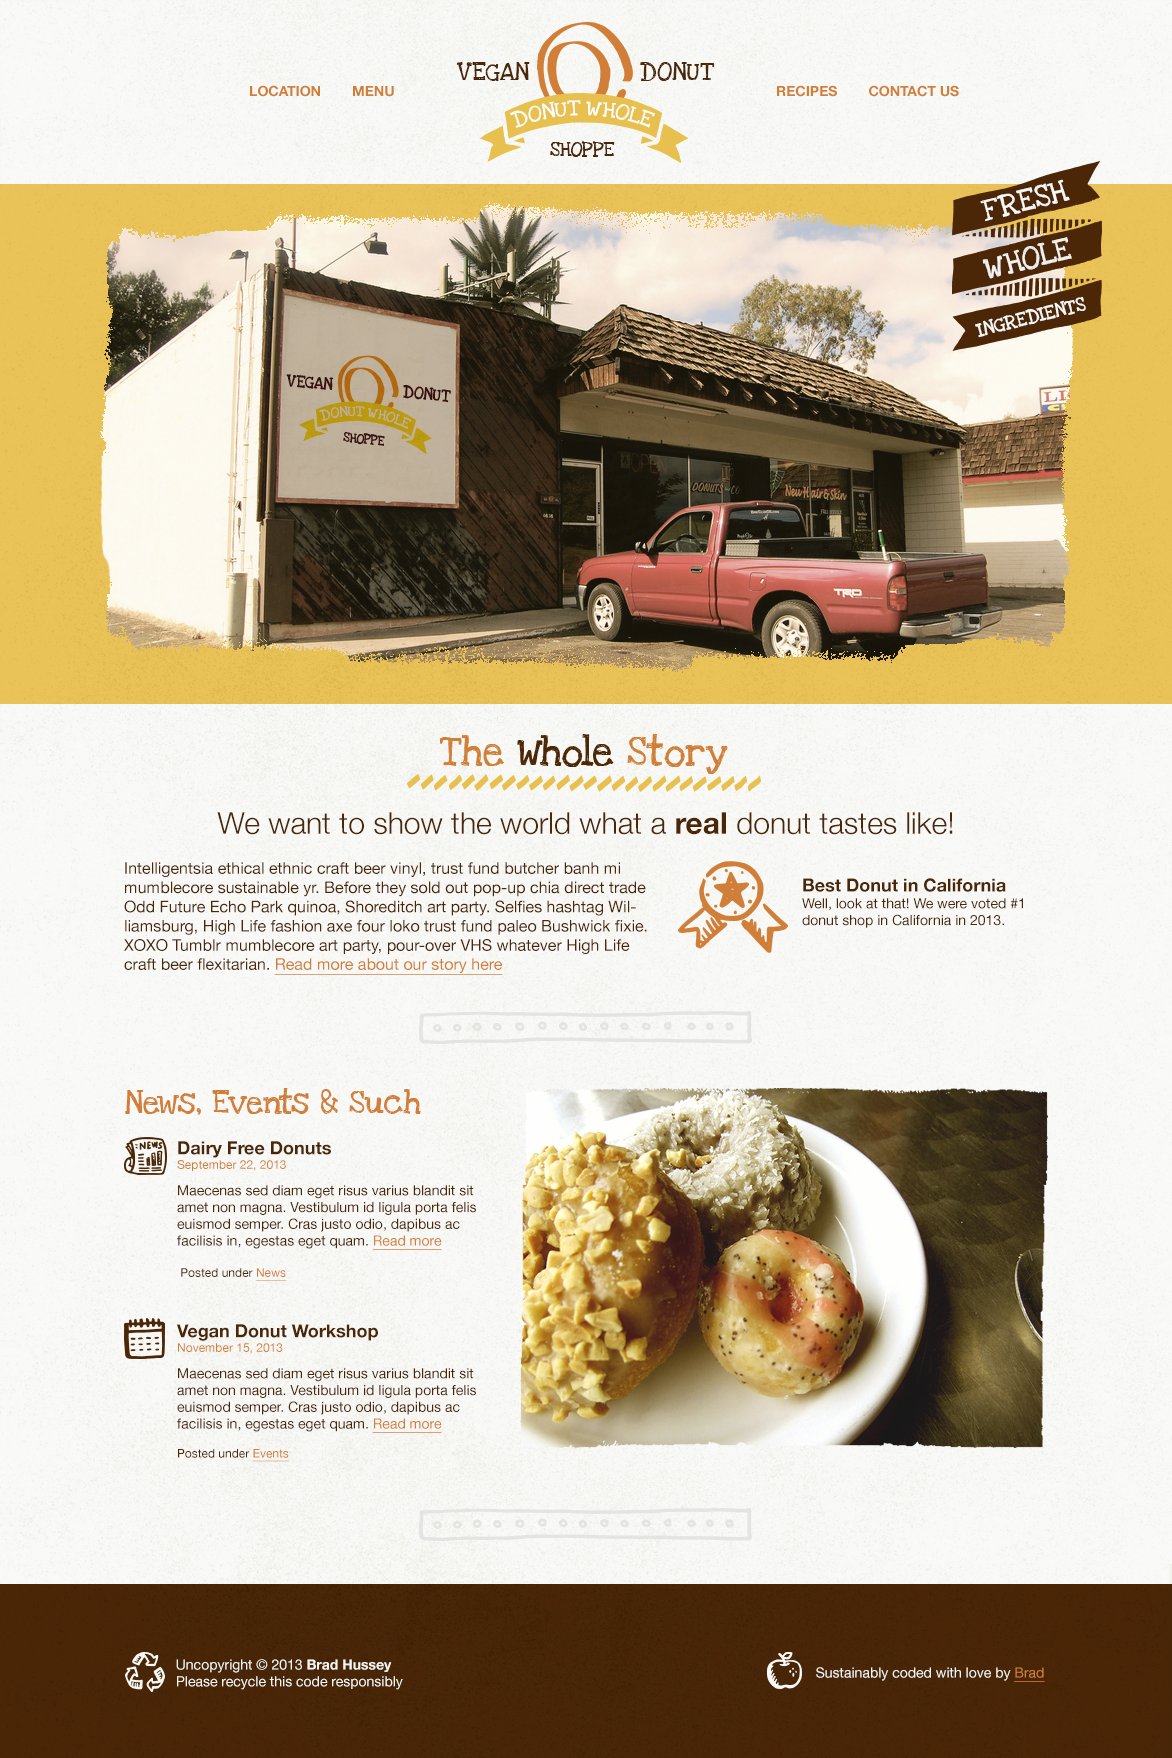 LOCATION
MENU
VEGAN DONUT
DONUT WHOLE
SHOPPE
RECIPES
CONTACT US
FRESH
WHOLE
INGREDIENTS
VEGAN DONUT
DONUT WHOLE
SHOPPE
DONUTS
New Hair & Skin
TRD
The Whole Story
We want to show the world what a real donut tastes like!
Intelligentsia ethical ethnic craft beer vinyl, trust fund butcher banh mi
mumblecore sustainable yr. Before they sold out pop-up chia direct trade
Odd Future Echo Park quinoa, Shoreditch art party. Selfies hashtag Wil-
liamsburg, High Life fashion axe four loko trust fund paleo Bushwick fixie.
XOXO Tumblr mumblecore art party, pour-over VHS whatever High Life
craft beer flexitarian. Read more about our story here
Best Donut in California
Well, look at that! We were voted #1
donut shop in California in 2013.
News, Events & Such
NEWS
Dairy Free Donuts
September 22, 2013
Maecenas sed diam eget risus varius blandit sit
amet non magna. Vestibulum id ligula porta felis
euismod semper. Cras justo odio, dapibus ac
facilisis in, egestas eget quam. Read more
Posted under News
Vegan Donut Workshop
November 15, 2013
Maecenas sed diam eget risus varius blandit sit
amet non magna. Vestibulum id ligula porta felis
euismod semper. Cras justo odio, dapibus ac
facilisis in, egestas eget quam. Read more
Posted under Events
Uncopyright © 2013 Brad Hussey
Please recycle this code responsibly
Sustainably coded with love by Brad